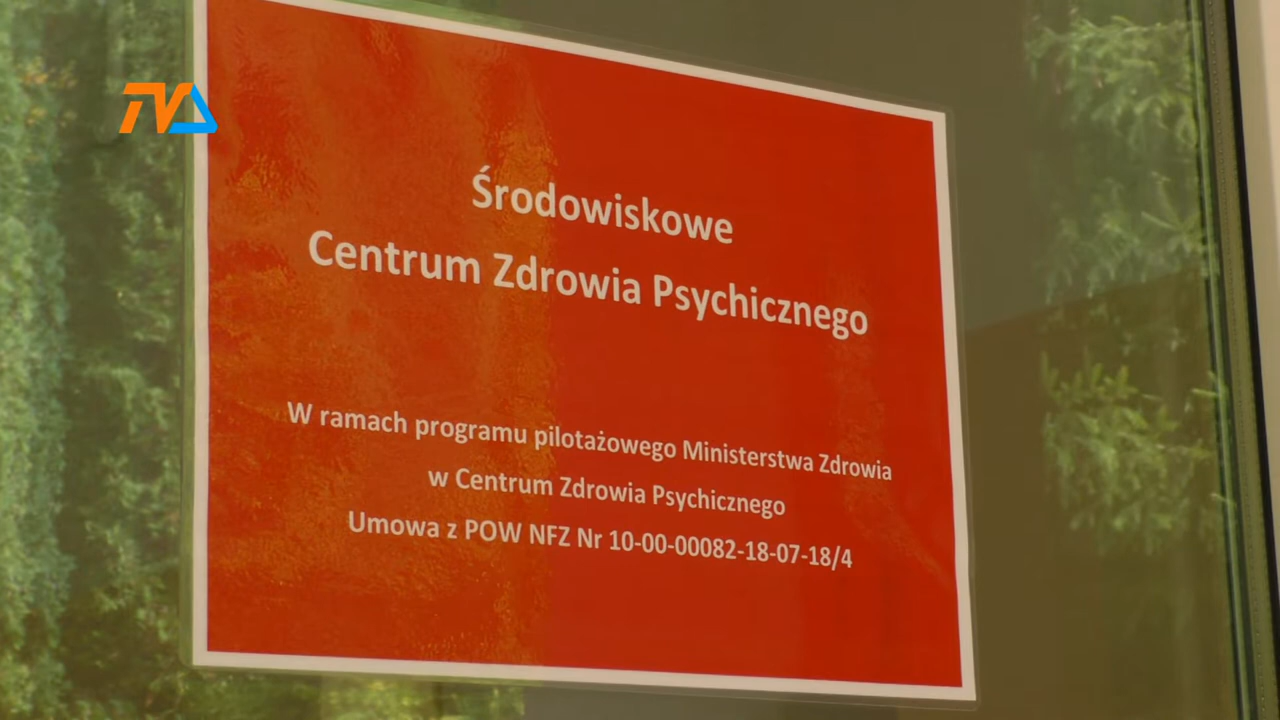 TVA
Środowiskowe
Centrum Zdrowia Psychicznego
W ramach programu pilotażowego Ministerstwa Zdrowia
w Centrum Zdrowia Psychicznego
Umowa z POW NFZ Nr 10-00-00082-18-07-18/4